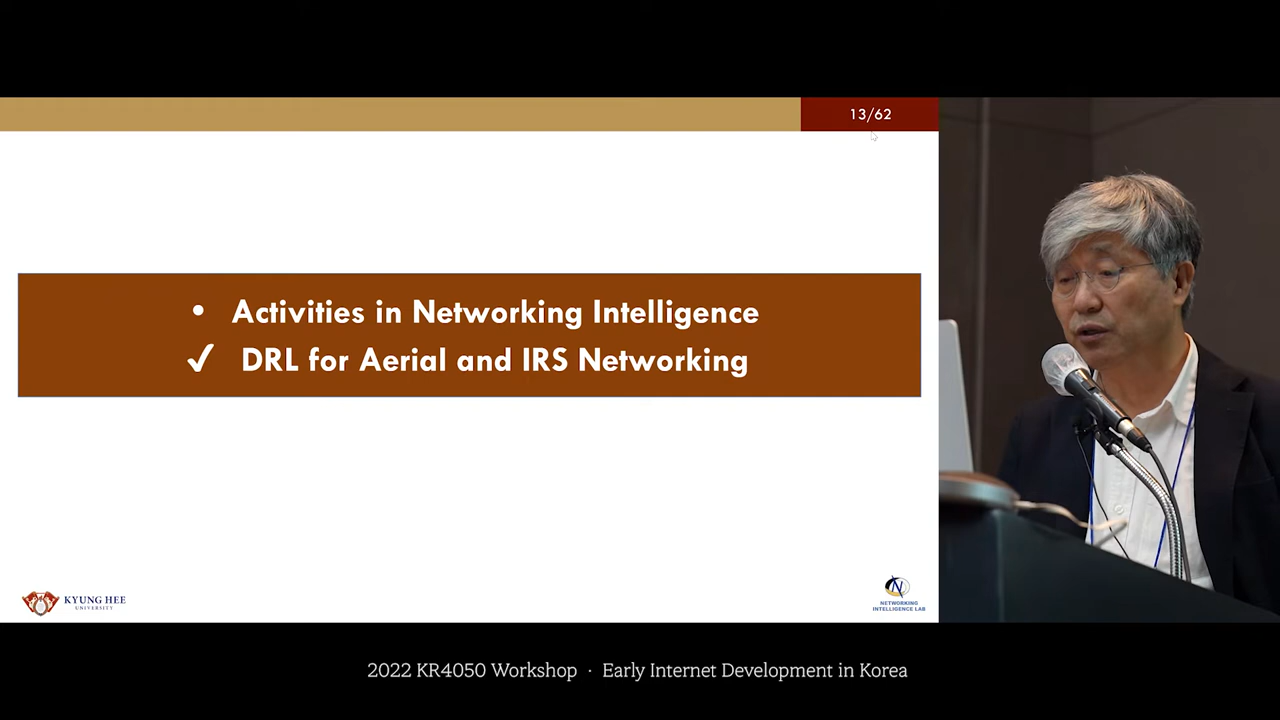 13/62
• Activities in Networking Intelligence
✓ DRL for Aerial and IRS Networking
KYUNG HEE
UNIVERSITY
N
NETWORKING
INTELLIGENCE LAB
2022 KR4050 Workshop · Early Internet Development in Korea